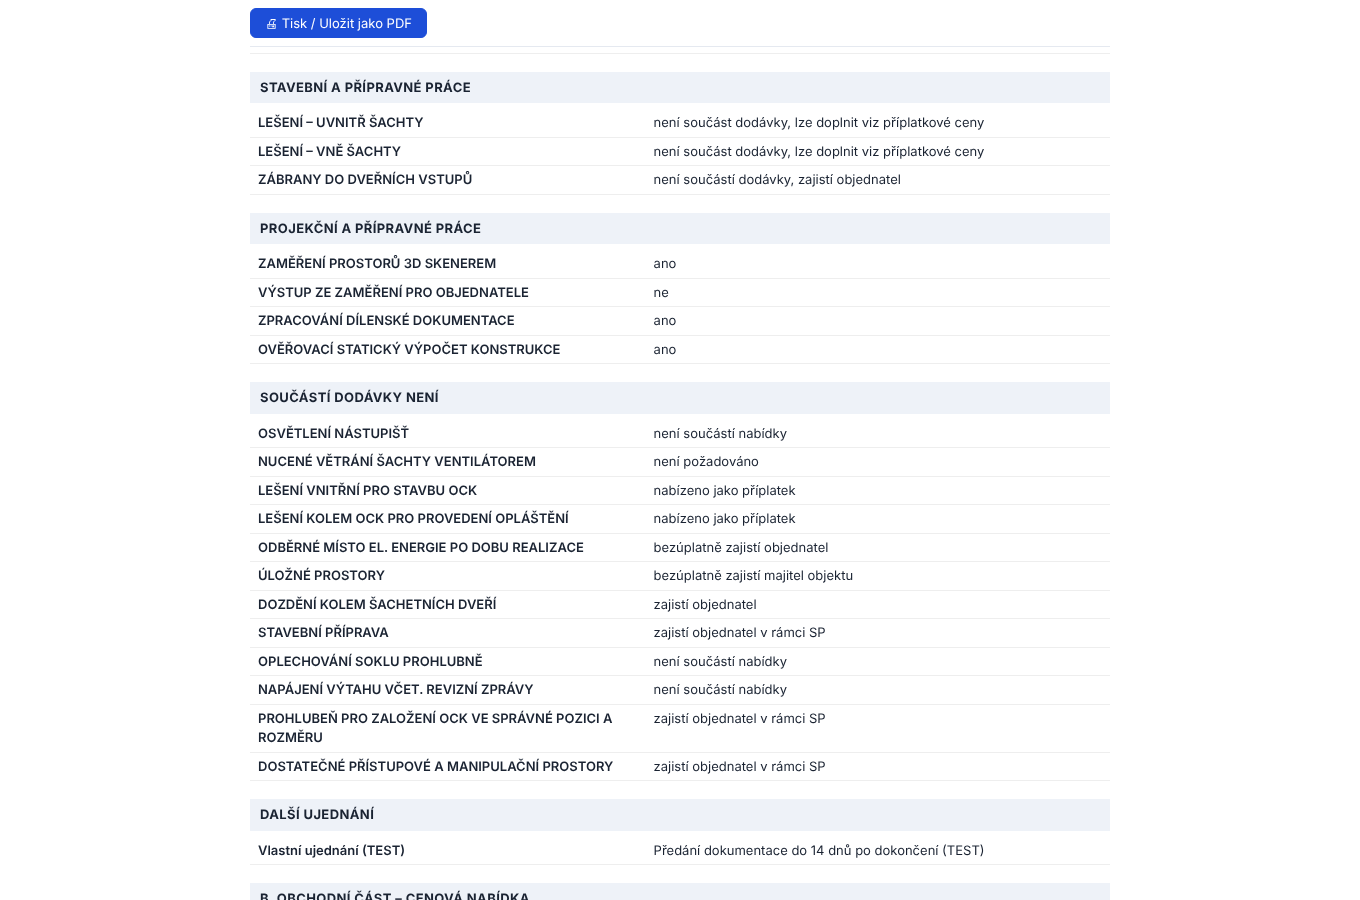 Tisk / Uložit jako PDF
STAVEBNÍ A PŘÍPRAVNÉ PRÁCE
LEŠENÍ – UVNITŘ ŠACHTY není součást dodávky, lze doplnit viz příplatkové ceny
LEŠENÍ – VNĚ ŠACHTY není součást dodávky, lze doplnit viz příplatkové ceny
ZÁBRANY DO DVEŘNÍCH VSTUPŮ není součástí dodávky, zajistí objednatel
PROJEKČNÍ A PŘÍPRAVNÉ PRÁCE
ZAMĚŘENÍ PROSTORŮ 3D SKENEREM ano
VÝSTUP ZE ZAMĚŘENÍ PRO OBJEDNATELE ne
ZPRACOVÁNÍ DÍLENSKÉ DOKUMENTACE ano
OVĚŘOVACÍ STATICKÝ VÝPOČET KONSTRUKCE ano
SOUČÁSTÍ DODÁVKY NENÍ
OSVĚTLENÍ NÁSTUPIŠŤ není součástí nabídky
NUCENÉ VĚTRÁNÍ ŠACHTY VENTILÁTOREM není požadováno
LEŠENÍ VNITŘNÍ PRO STAVBU OCK nabízeno jako příplatek
LEŠENÍ KOLEM OCK PRO PROVEDENÍ OPLÁŠTĚNÍ nabízeno jako příplatek
ODBĚRNÉ MÍSTO EL. ENERGIE PO DOBU REALIZACE bezúplatně zajistí objednatel
ÚLOŽNÉ PROSTORY bezúplatně zajistí majitel objektu
DOZDĚNÍ KOLEM ŠACHETNÍCH DVEŘÍ zajistí objednatel
STAVEBNÍ PŘÍPRAVA zajistí objednatel v rámci SP
OPLECHOVÁNÍ SOKLU PROHLUBNĚ není součástí nabídky
NAPÁJENÍ VÝTAHU VČET. REVIZNÍ ZPRÁVY není součástí nabídky
PROHLUBEŇ PRO ZALOŽENÍ OCK VE SPRÁVNÉ POZICI A zajistí objednatel v rámci SP
ROZMĚRU
DOSTATEČNÉ PŘÍSTUPOVÉ A MANIPULAČNÍ PROSTORY zajistí objednatel v rámci SP
DALŠÍ UJEDNÁNÍ
Vlastní ujednání (TEST) Předání dokumentace do 14 dnů po dokončení (TEST)
B. OBCHODNÍ ČÁST – CENOVÁ NABÍDKA